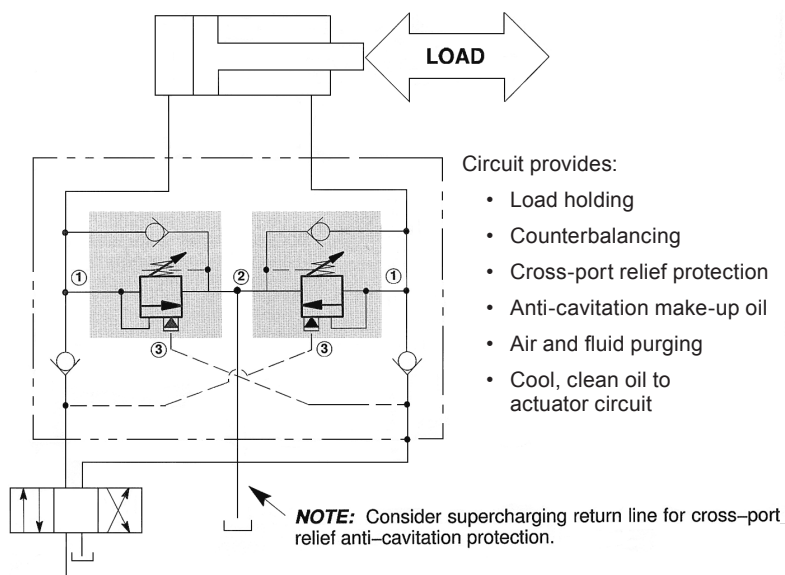 LOAD
Circuit provides:
• Load holding
• Counterbalancing
• Cross-port relief protection
• Anti-cavitation make-up oil
• Air and fluid purging
• Cool, clean oil to
actuator circuit
① ② ①
③ ③
NOTE: Consider supercharging return line for cross–port
relief anti–cavitation protection.